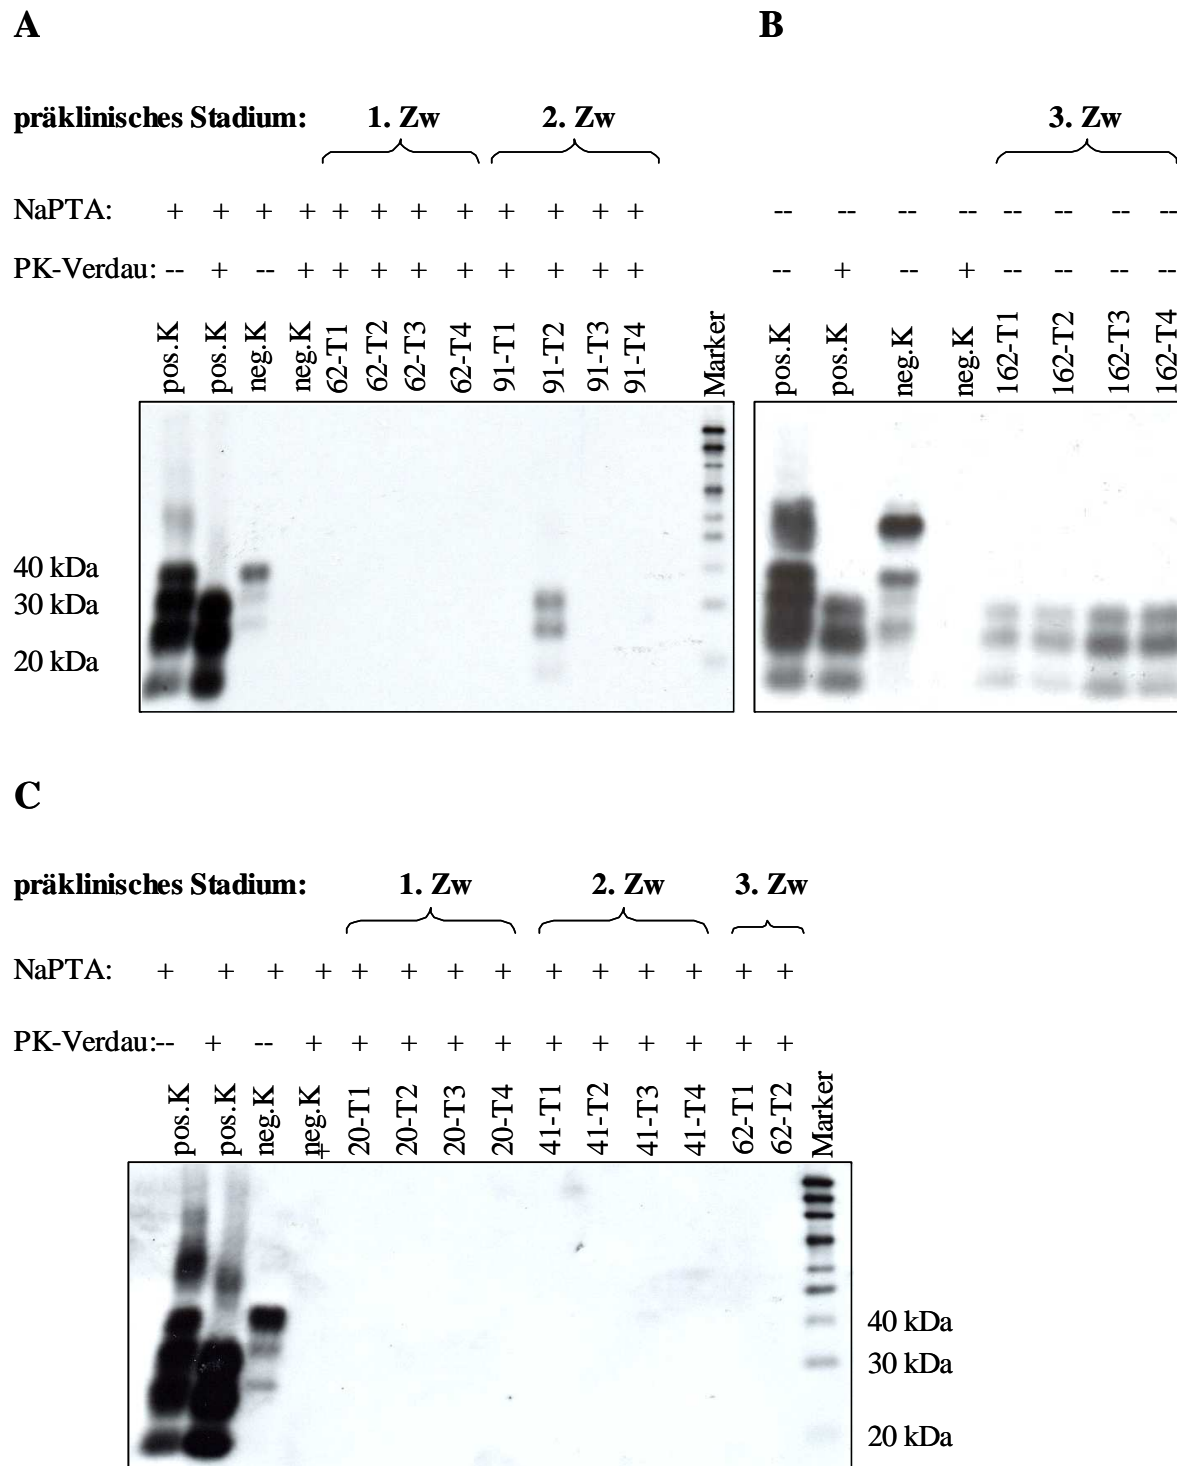 A B
präklinisches Stadium: 1. Zw 2. Zw 3. Zw
NaPTA: + + + + + + + + + + + + -- -- -- -- -- -- -- --
PK-Verdau: -- + -- + + + + + + + + + -- + -- + -- -- -- --
pos.K pos.K neg.K neg.K 62-T1 62-T2 62-T3 62-T4 91-T1 91-T2 91-T3 91-T4 Marker pos.K pos.K neg.K neg.K 162-T1 162-T2 162-T3 162-T4
40 kDa
30 kDa
20 kDa
C
präklinisches Stadium: 1. Zw 2. Zw 3. Zw
NaPTA: + + + + + + + + + + + + + +
PK-Verdau: -- + -- + + + + + + + + + + +
pos.K pos.K neg.K neg.K + 20-T1 20-T2 20-T3 20-T4 41-T1 41-T2 41-T3 41-T4 62-T1 62-T2 Marker
40 kDa
30 kDa
20 kDa